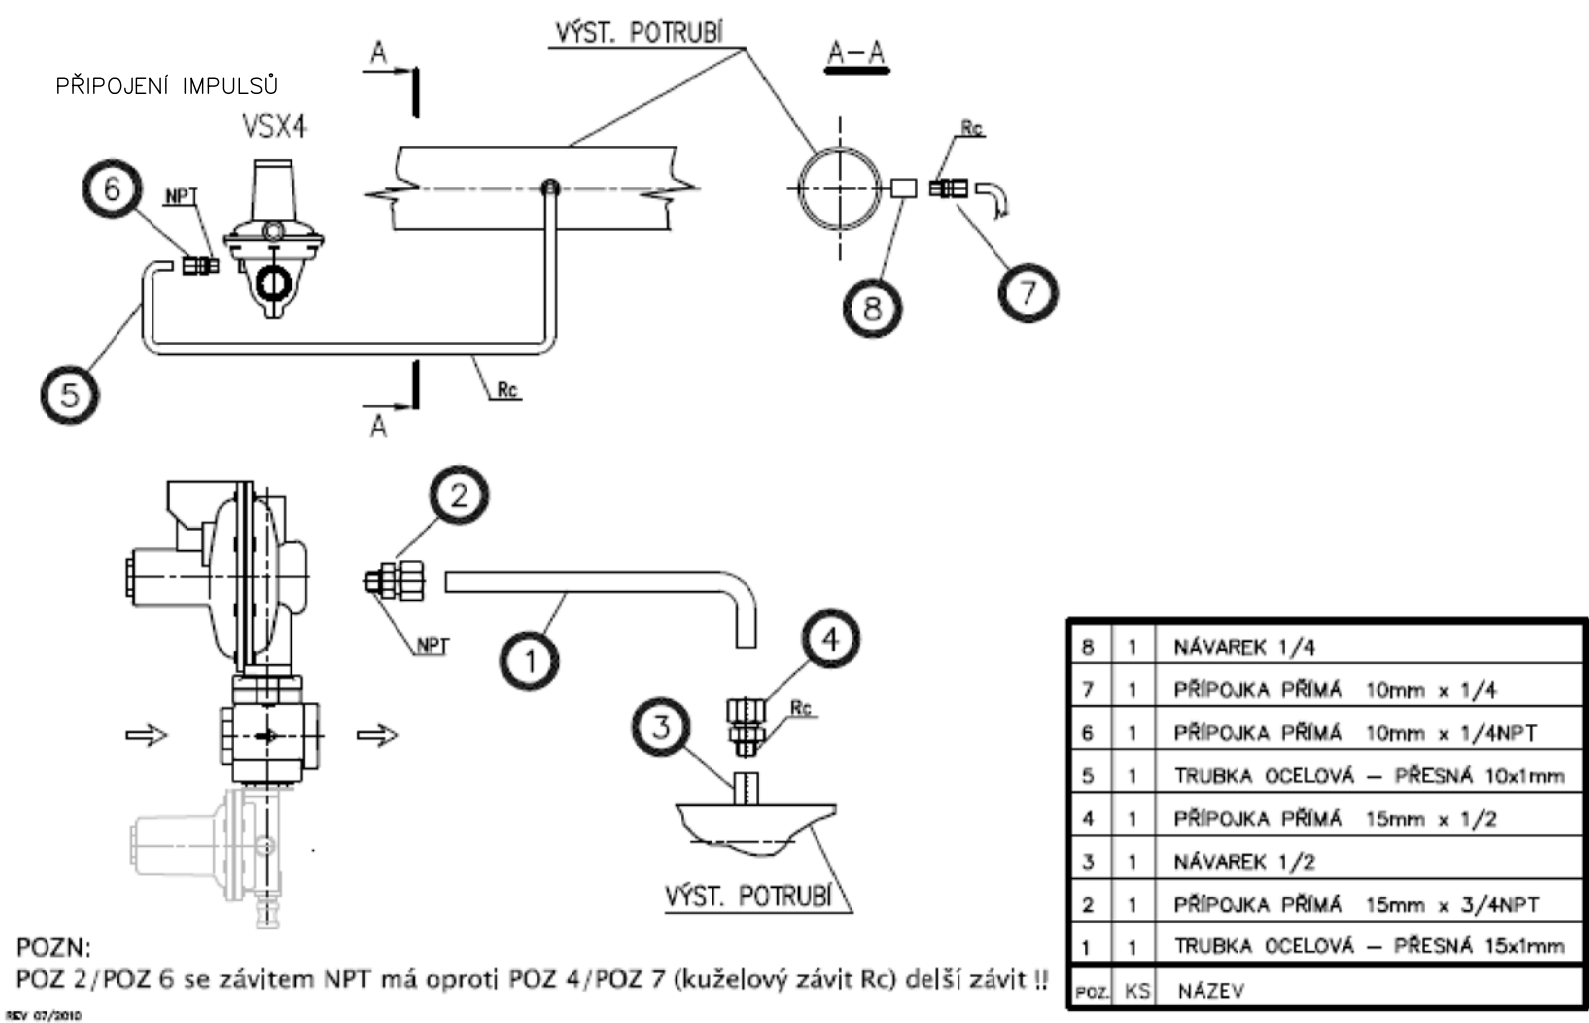 VÝST. POTRUBÍ
A
A-A
PŘIPOJENÍ IMPULSŮ
VSX4
Rc
6
NPT
7
8
5
Rc
A
2
NPT
1
4
Rc
3
VÝST. POTRUBÍ
8 1 NÁVAREK 1/4
7 1 PŘÍPOJKA PŘÍMÁ 10mm x 1/4
6 1 PŘÍPOJKA PŘÍMÁ 10mm x 1/4NPT
5 1 TRUBKA OCELOVÁ – PŘESNÁ 10x1mm
4 1 PŘÍPOJKA PŘÍMÁ 15mm x 1/2
3 1 NÁVAREK 1/2
2 1 PŘÍPOJKA PŘÍMÁ 15mm x 3/4NPT
1 1 TRUBKA OCELOVÁ – PŘESNÁ 15x1mm
POZ. KS NÁZEV
POZN:
POZ 2/POZ 6 se závitem NPT má oproti POZ 4/POZ 7 (kuželový závit Rc) delší závit !!
REV 07/2010